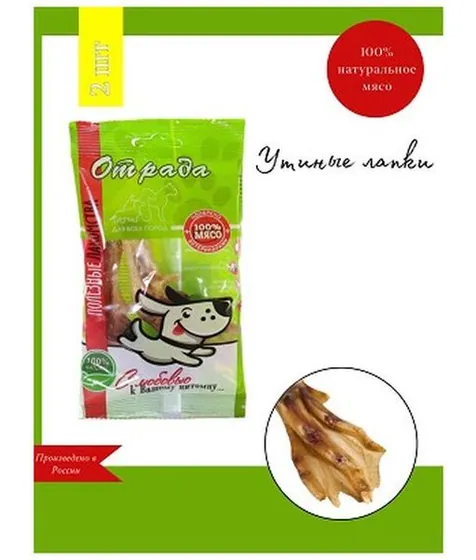 2 шт
100%
натуральное
мясо
Утиные лапки
Отрада
ДЛЯ ВСЕХ ПОРОД
100%
МЯСО
ПОЛЕЗНЫЕ ЛАКОМСТВА
100%
С любовью
к Вашему питомцу...
Произведено в
России